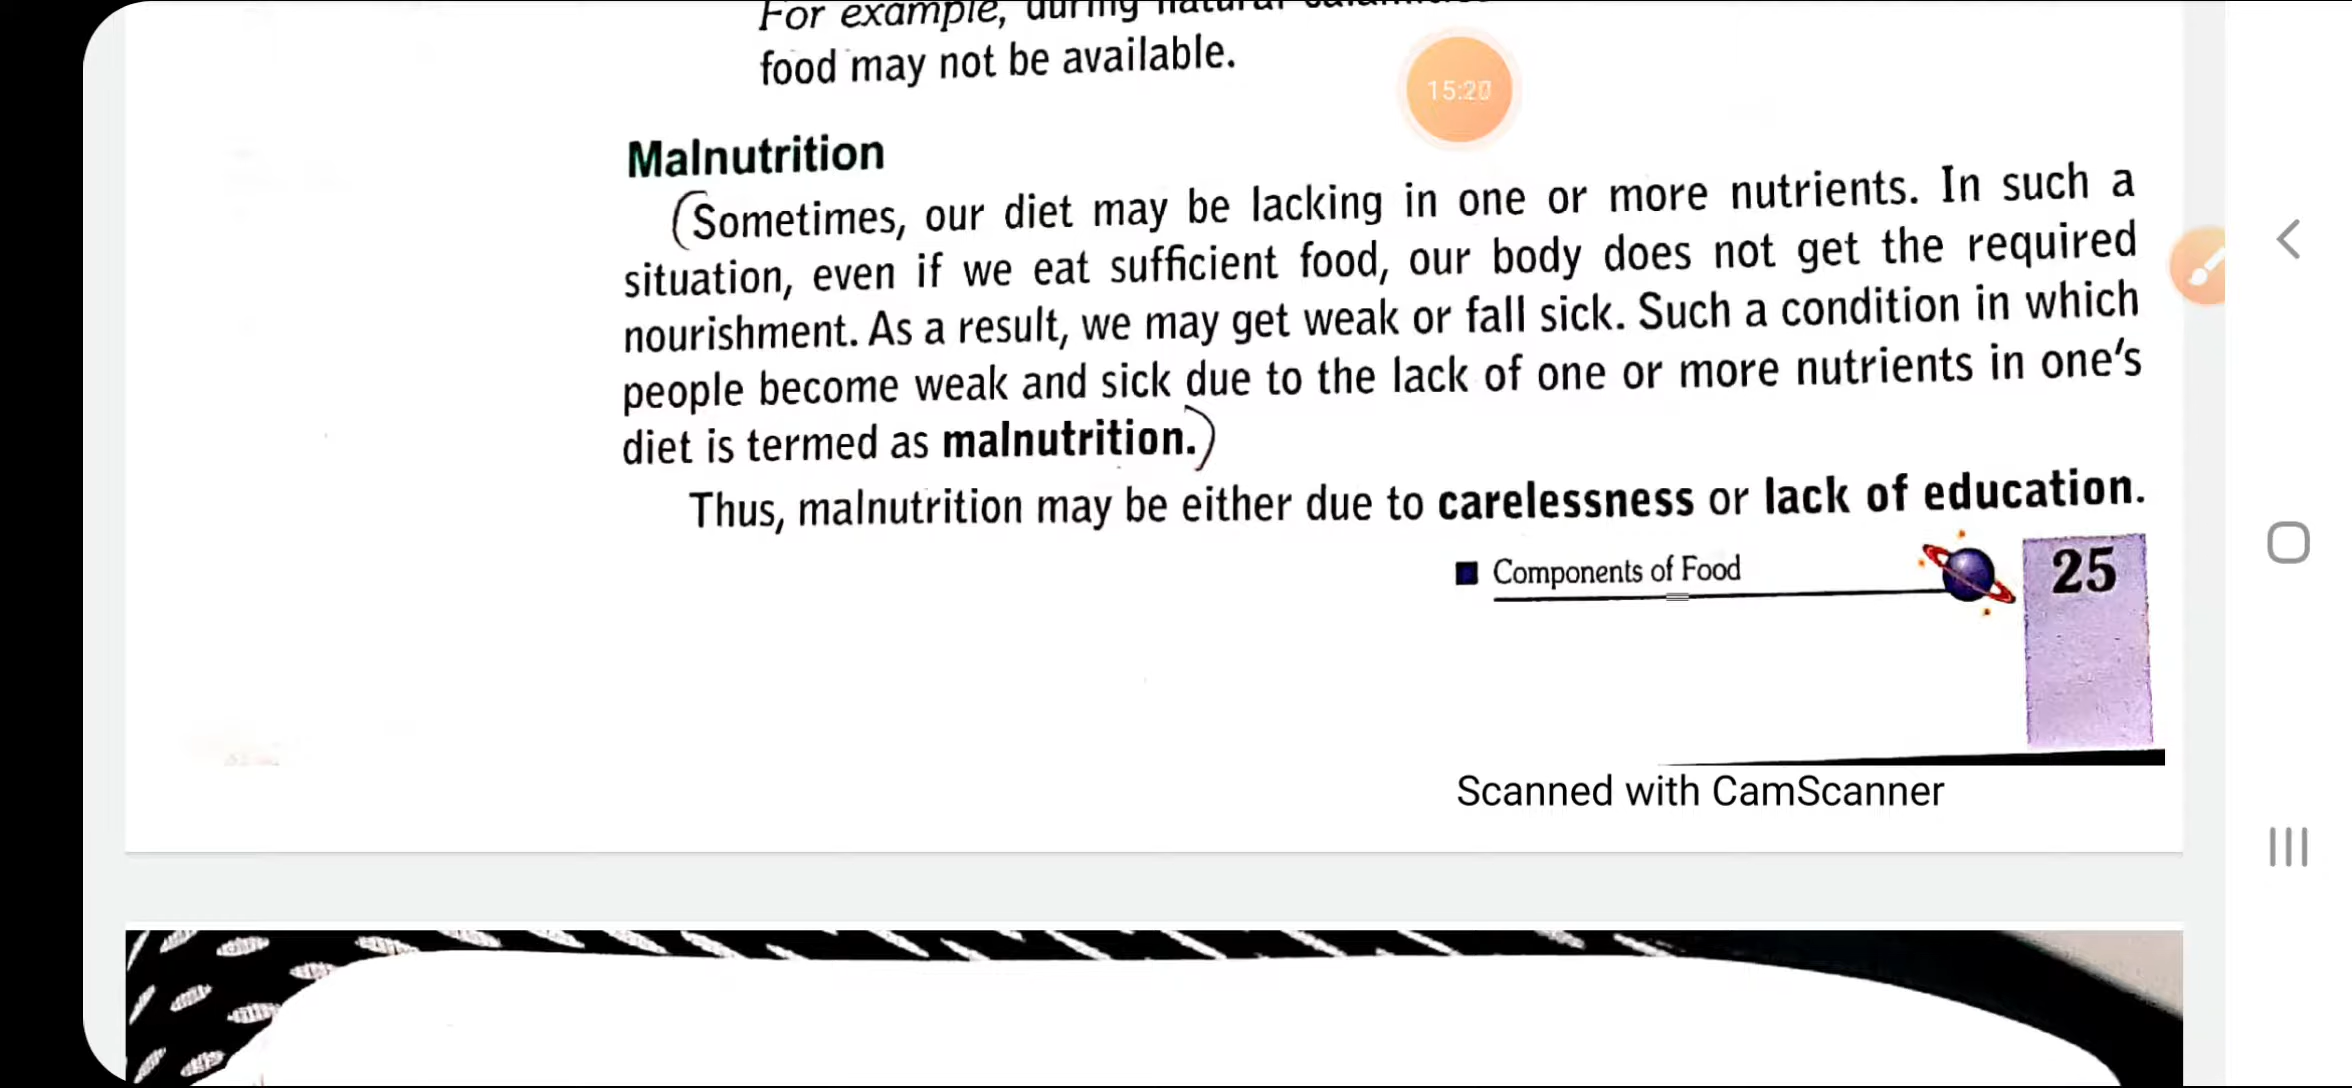 For example, during natural
food may not be available.
15:20
Malnutrition
(Sometimes, our diet may be lacking in one or more nutrients. In such a
situation, even if we eat sufficient food, our body does not get the required
nourishment. As a result, we may get weak or fall sick. Such a condition in which
people become weak and sick due to the lack of one or more nutrients in one's
diet is termed as malnutrition.)
Thus, malnutrition may be either due to carelessness or lack of education.
■ Components of Food
25
Scanned with CamScanner